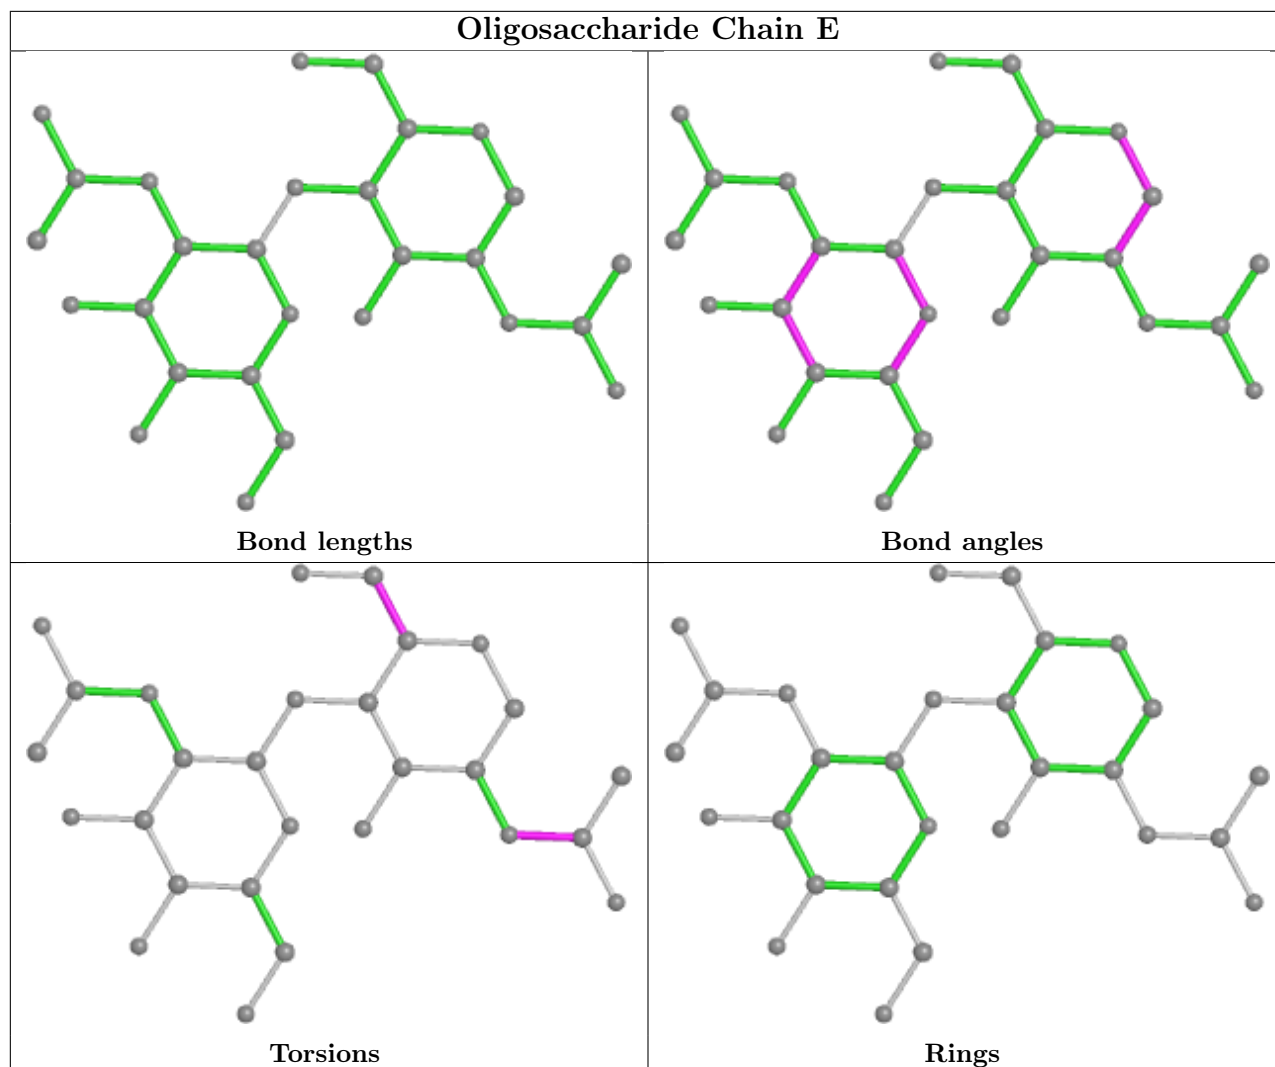 Oligosaccharide Chain E
Bond lengths
Bond angles
Torsions
Rings